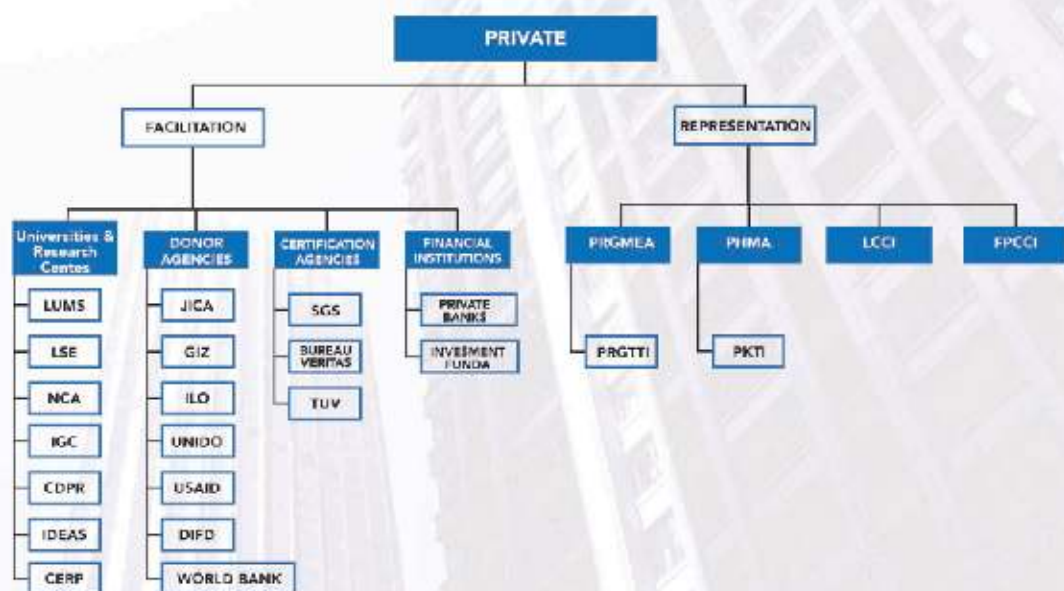 PRIVATE
FACILITATION
REPRESENTATION
Universities &
Research
Centes
DONOR
AGENCIES
CERTIFICATION
AGENCIES
FINANCIAL
INSTITUTIONS
PRGMEA
PHMA
LCCI
FPCCI
LUMS
LSE
NCA
IGC
CDPR
IDEAS
CERP
JICA
GIZ
ILO
UNIDO
USAID
DIFD
WORLD BANK
SGS
BUREAU
VERITAS
TUV
PRIVATE
BANKS
INVESMENT
FUNDA
PRGTTI
PKTI